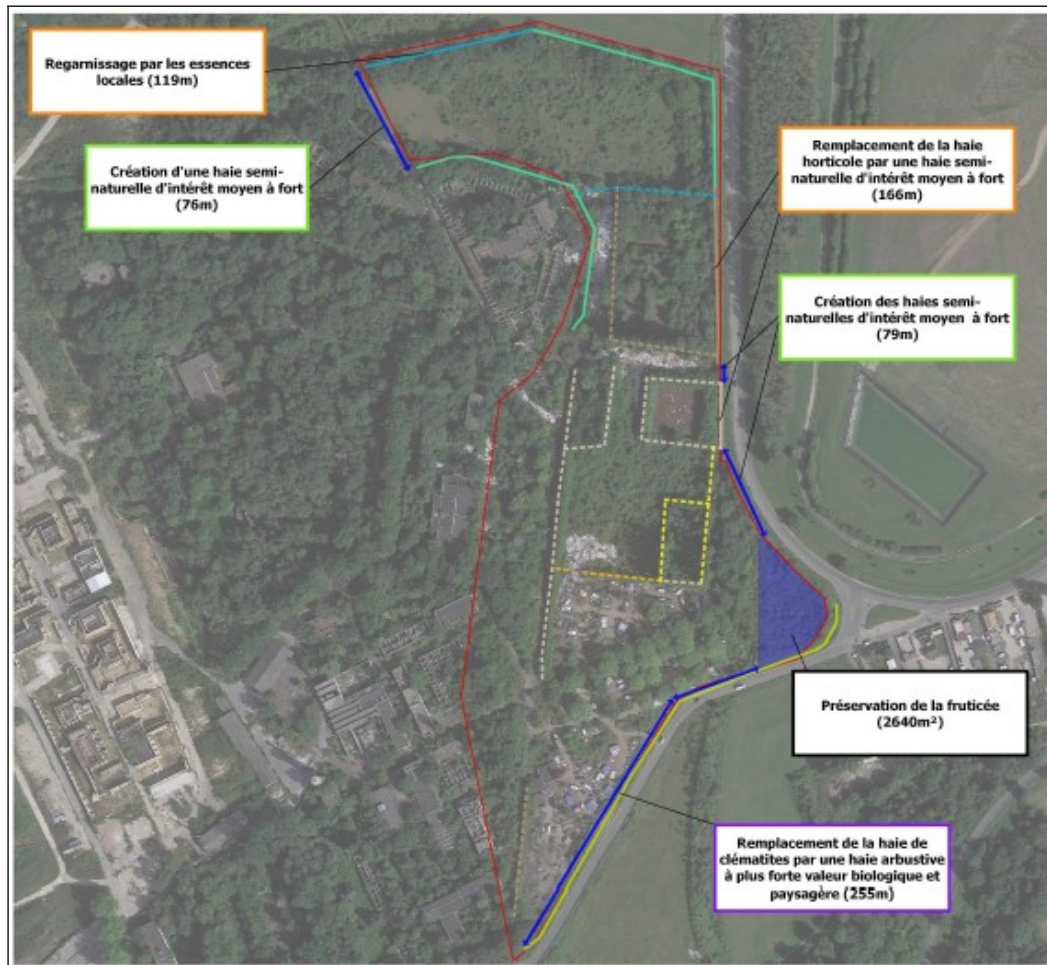 Regarnissage par les essences
locales (119m)
Création d'une haie semi-
naturelle d'intérêt moyen à fort
(76m)
Remplacement de la haie
horticole par une haie semi-
naturelle d'intérêt moyen à fort
(166m)
Création des haies semi-
naturelles d'intérêt moyen à fort
(79m)
Préservation de la fruticée
(2640m²)
Remplacement de la haie de
clématites par une haie arbustive
à plus forte valeur biologique et
paysagère (255m)